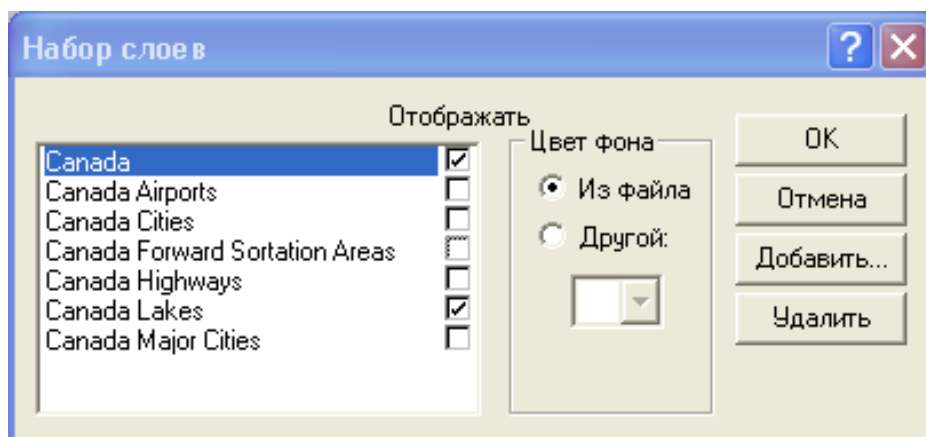 Набор слоев
Отображать
Canada
Canada Airports
Canada Cities
Canada Forward Sortation Areas
Canada Highways
Canada Lakes
Canada Major Cities
Цвет фона
Из файла
Другой:
OK
Отмена
Добавить...
Удалить